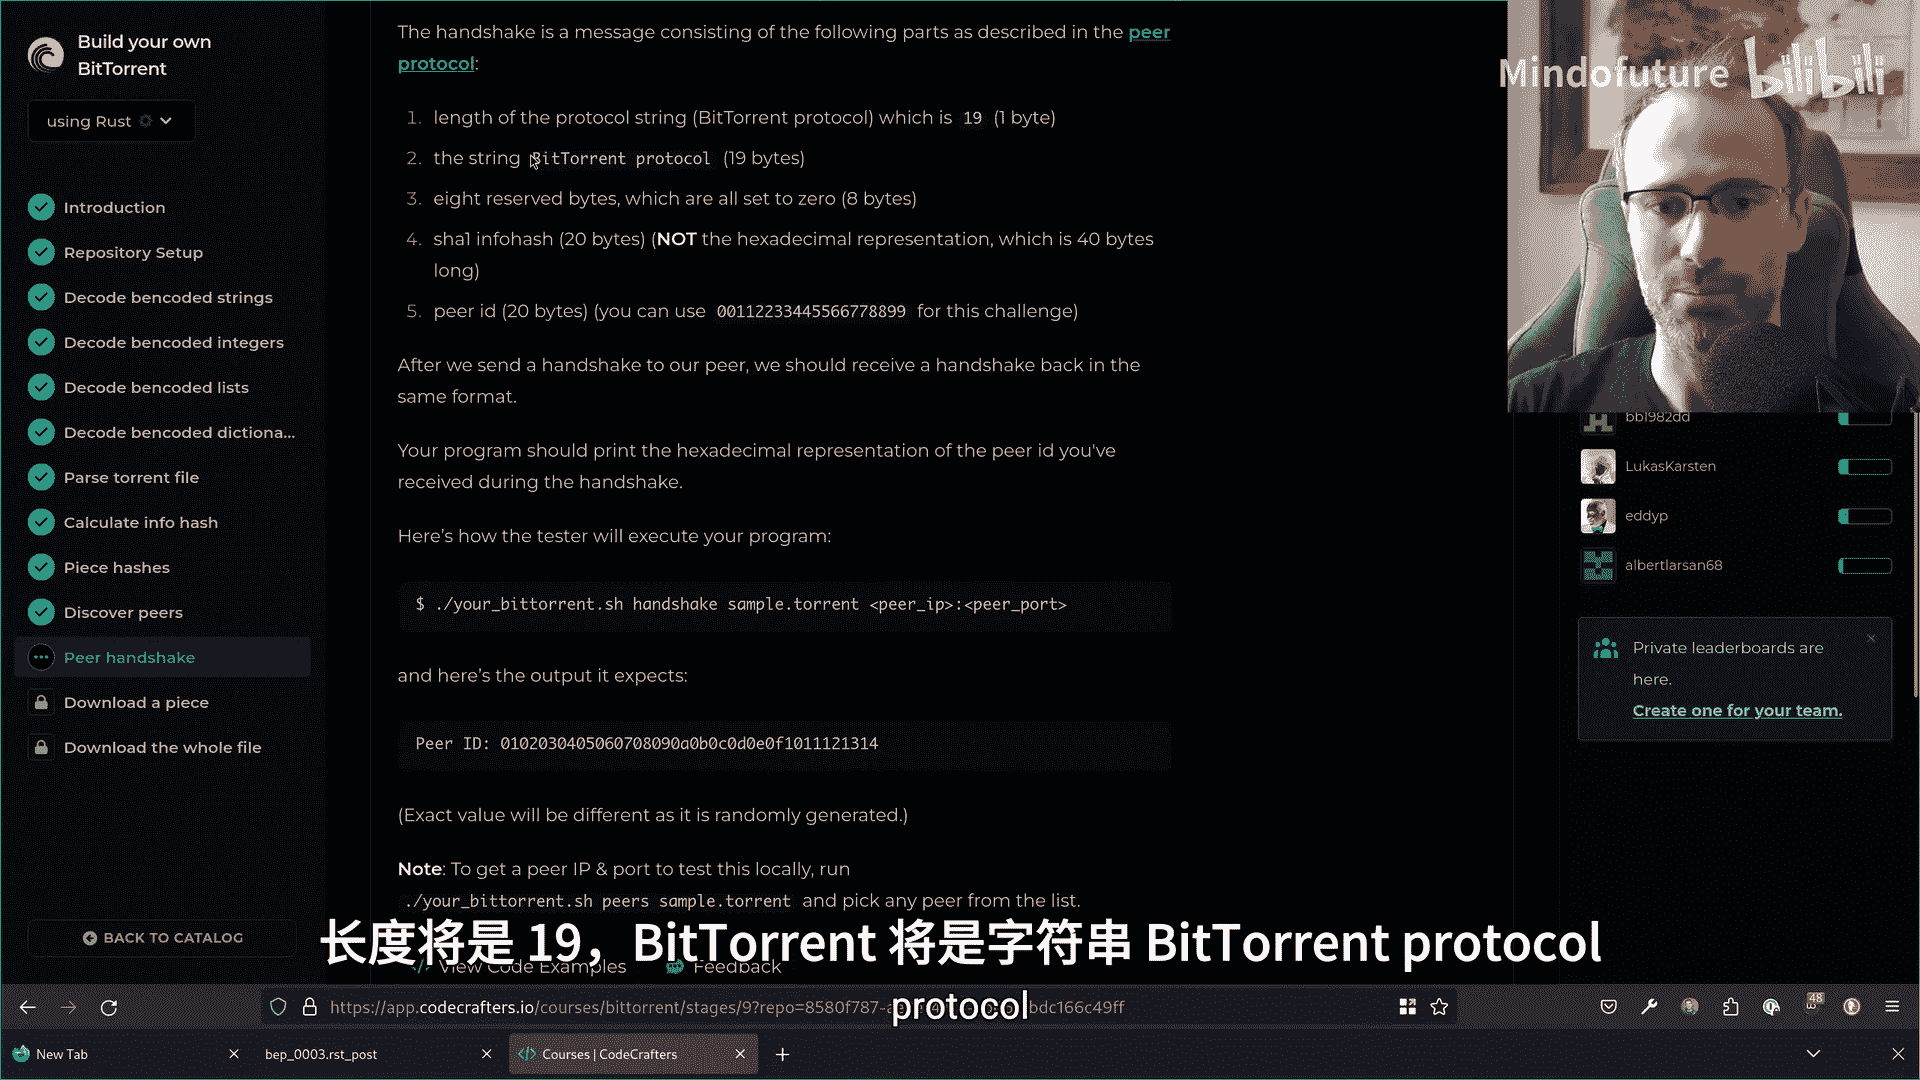 Build your own
BitTorrent
using Rust
Introduction
Repository Setup
Decode bencoded strings
Decode bencoded integers
Decode bencoded lists
Decode bencoded dictiona...
Parse torrent file
Calculate info hash
Piece hashes
Discover peers
Peer handshake
Download a piece
Download the whole file
BACK TO CATALOG
The handshake is a message consisting of the following parts as described in the peer
protocol:
1. length of the protocol string (BitTorrent protocol) which is 19 (1 byte)
2. the string BitTorrent protocol (19 bytes)
3. eight reserved bytes, which are all set to zero (8 bytes)
4. sha1 infohash (20 bytes) (NOT the hexadecimal representation, which is 40 bytes
long)
5. peer id (20 bytes) (you can use 00112233445566778899 for this challenge)
After we send a handshake to our peer, we should receive a handshake back in the
same format.
Your program should print the hexadecimal representation of the peer id you've
received during the handshake.
Here's how the tester will execute your program:
$ ./your_bittorrent.sh handshake sample.torrent <peer_ip>:<peer_port>
and here's the output it expects:
Peer ID: 0102030405060708090a0b0c0d0e0f1011121314
(Exact value will be different as it is randomly generated.)
Note: To get a peer IP & port to test this locally, run
./your_bittorrent.sh peers sample.torrent and pick any peer from the list.
View Code Examples Feedback
Mindofuture bilibili
bb1982dd
LukasKarsten
eddyp
albertlarsan68
Private leaderboards are
here.
Create one for your team.
长度将是 19，BitTorrent 将是字符串 BitTorrent protocol
protocol
https://app.codecrafters.io/courses/bittorrent/stages/9?repo=8580f787-
bdc166c49ff
48
New Tab
bep_0003.rst_post
Courses | CodeCrafters